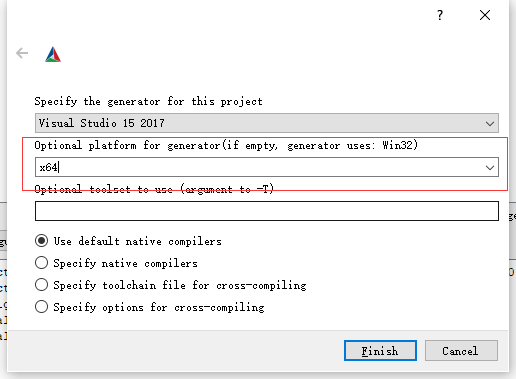 ?
Specify the generator for this project
Visual Studio 15 2017
Optional platform for generator(if empty, generator uses: Win32)
x64
Optional toolset to use (argument to -T)
Use default native compilers
Specify native compilers
Specify toolchain file for cross-compiling
Specify options for cross-compiling
Finish
Cancel